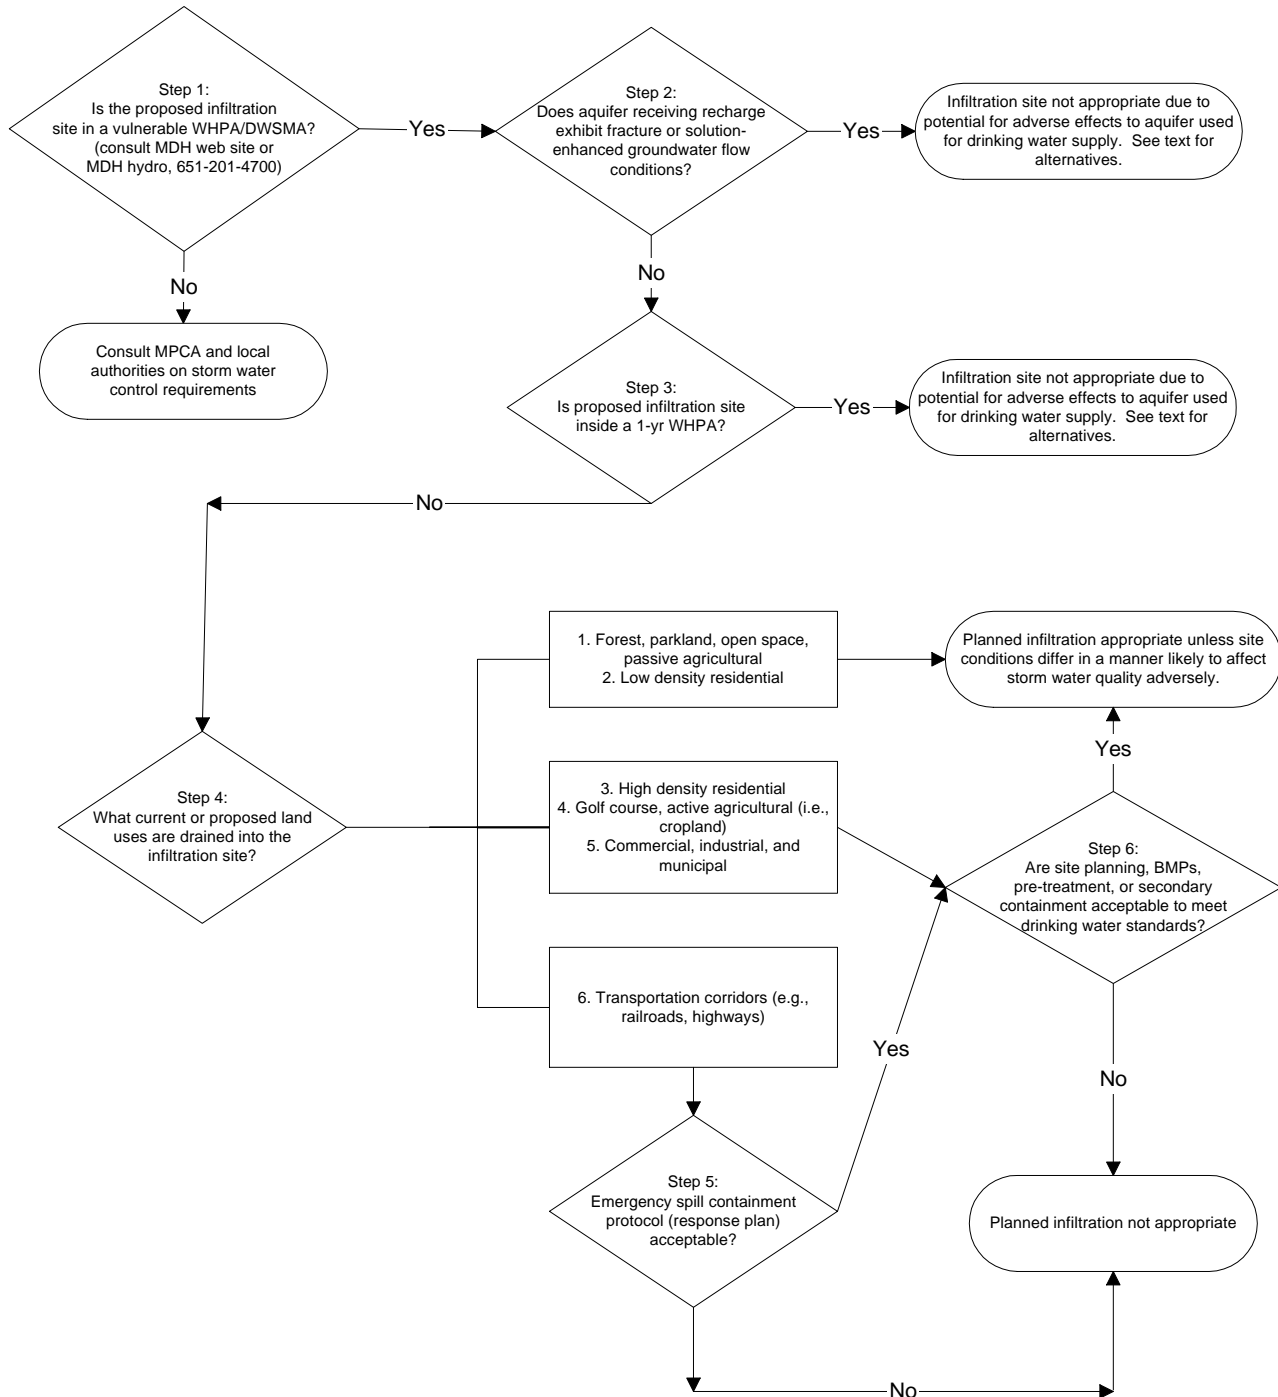 Step 1:
Is the proposed infiltration
site in a vulnerable WHPA/DWSMA?
(consult MDH web site or
MDH hydro, 651-201-4700)
Yes
Step 2:
Does aquifer receiving recharge
exhibit fracture or solution-
enhanced groundwater flow
conditions?
Yes
Infiltration site not appropriate due to
potential for adverse effects to aquifer used
for drinking water supply. See text for
alternatives.
No
No
Consult MPCA and local
authorities on storm water
control requirements
Step 3:
Is proposed infiltration site
inside a 1-yr WHPA?
Yes
Infiltration site not appropriate due to
potential for adverse effects to aquifer used
for drinking water supply. See text for
alternatives.
No
Step 4:
What current or proposed land
uses are drained into the
infiltration site?
1. Forest, parkland, open space,
passive agricultural
2. Low density residential
Planned infiltration appropriate unless site
conditions differ in a manner likely to affect
storm water quality adversely.
Yes
3. High density residential
4. Golf course, active agricultural (i.e.,
cropland)
5. Commercial, industrial, and
municipal
Step 6:
Are site planning, BMPs,
pre-treatment, or secondary
containment acceptable to meet
drinking water standards?
6. Transportation corridors (e.g.,
railroads, highways)
Yes
No
Step 5:
Emergency spill containment
protocol (response plan)
acceptable?
Planned infiltration not appropriate
No